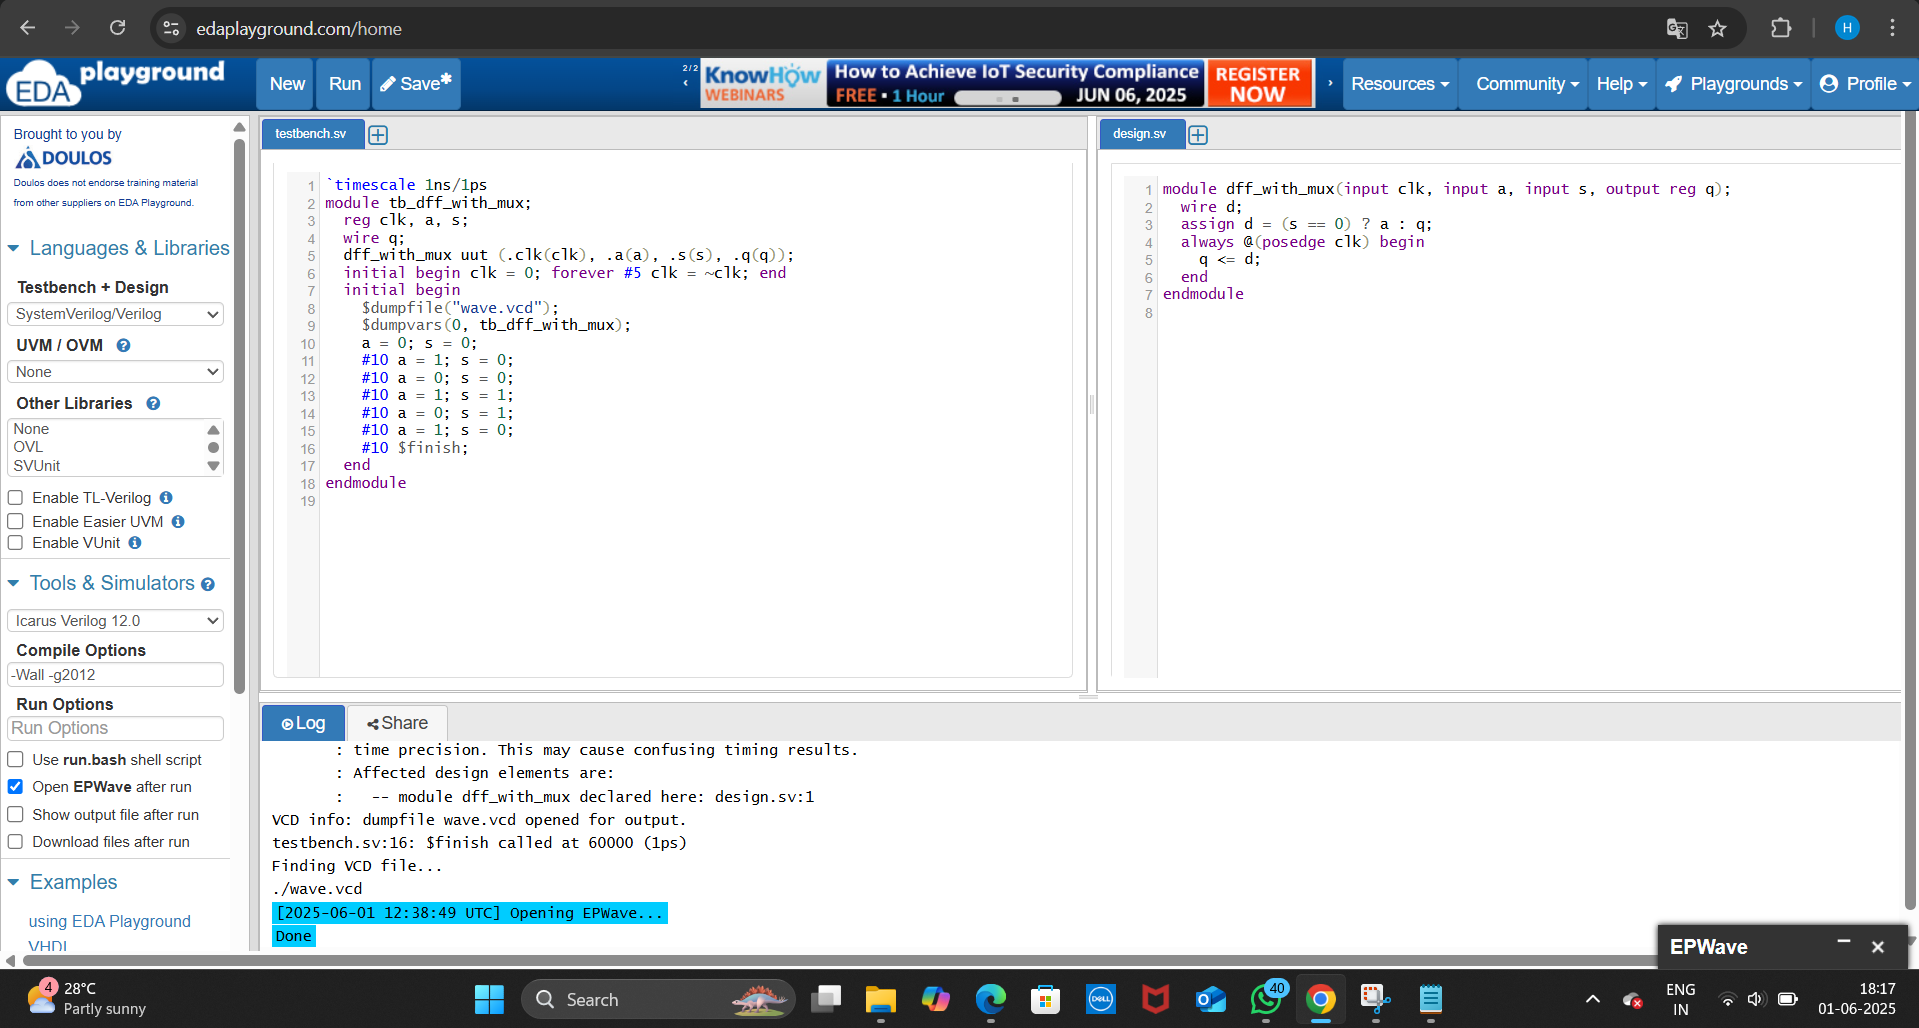 edaplayground.com/home
H
EDA playground
New
Run
Save*
2/2
KnowHow
WEBINARS
How to Achieve IoT Security Compliance
FREE • 1 Hour
JUN 06, 2025
REGISTER
NOW
Resources
Community
Help
Playgrounds
Profile
Brought to you by
DOULOS
Doulos does not endorse training material
from other suppliers on EDA Playground.
Languages & Libraries
Testbench + Design
SystemVerilog/Verilog
UVM / OVM ?
None
Other Libraries ?
None
OVL
SVUnit
Enable TL-Verilog
Enable Easier UVM
Enable VUnit
Tools & Simulators ?
Icarus Verilog 12.0
Compile Options
-Wall -g2012
Run Options
Run Options
Use run.bash shell script
Open EPWave after run
Show output file after run
Download files after run
Examples
using EDA Playground
VHDL
testbench.sv
1 `timescale 1ns/1ps
2 module tb_dff_with_mux;
3   reg clk, a, s;
4   wire q;
5   dff_with_mux uut (.clk(clk), .a(a), .s(s), .q(q));
6   initial begin clk = 0; forever #5 clk = ~clk; end
7   initial begin
8     $dumpfile("wave.vcd");
9     $dumpvars(0, tb_dff_with_mux);
10     a = 0; s = 0;
11     #10 a = 1; s = 0;
12     #10 a = 0; s = 0;
13     #10 a = 1; s = 1;
14     #10 a = 0; s = 1;
15     #10 a = 1; s = 0;
16     #10 $finish;
17   end
18 endmodule
19
design.sv
1 module dff_with_mux(input clk, input a, input s, output reg q);
2   wire d;
3   assign d = (s == 0) ? a : q;
4   always @(posedge clk) begin
5     q <= d;
6   end
7 endmodule
8
Log
Share
: time precision. This may cause confusing timing results.
: Affected design elements are:
:   -- module dff_with_mux declared here: design.sv:1
VCD info: dumpfile wave.vcd opened for output.
testbench.sv:16: $finish called at 60000 (1ps)
Finding VCD file...
./wave.vcd
[2025-06-01 12:38:49 UTC] Opening EPWave...
Done
EPWave
4
28°C
Partly sunny
Search
DELL
40
ENG
IN
18:17
01-06-2025